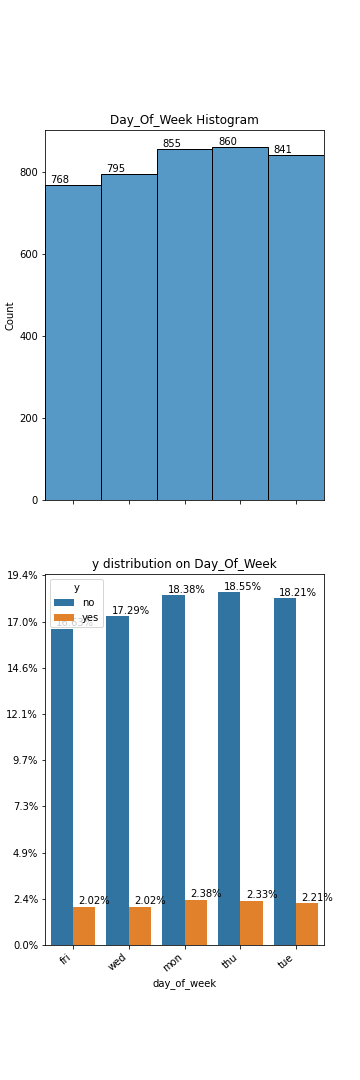 Day_Of_Week Histogram
768
795
855
860
841
800
600
400
200
0
Count
y distribution on Day_Of_Week
19.4%
17.0%
14.6%
12.1%
9.7%
7.3%
4.9%
2.4%
0.0%
y
no
yes
17.29%
18.38%
18.55%
18.21%
2.02%
2.02%
2.38%
2.33%
2.21%
fri
wed
mon
thu
tue
day_of_week